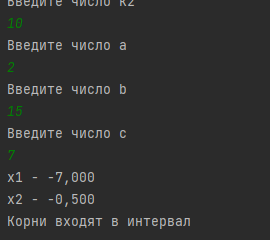 Введите число k2
10
Введите число a
2
Введите число b
15
Введите число c
7
x1 - -7,000
x2 - -0,500
Корни входят в интервал